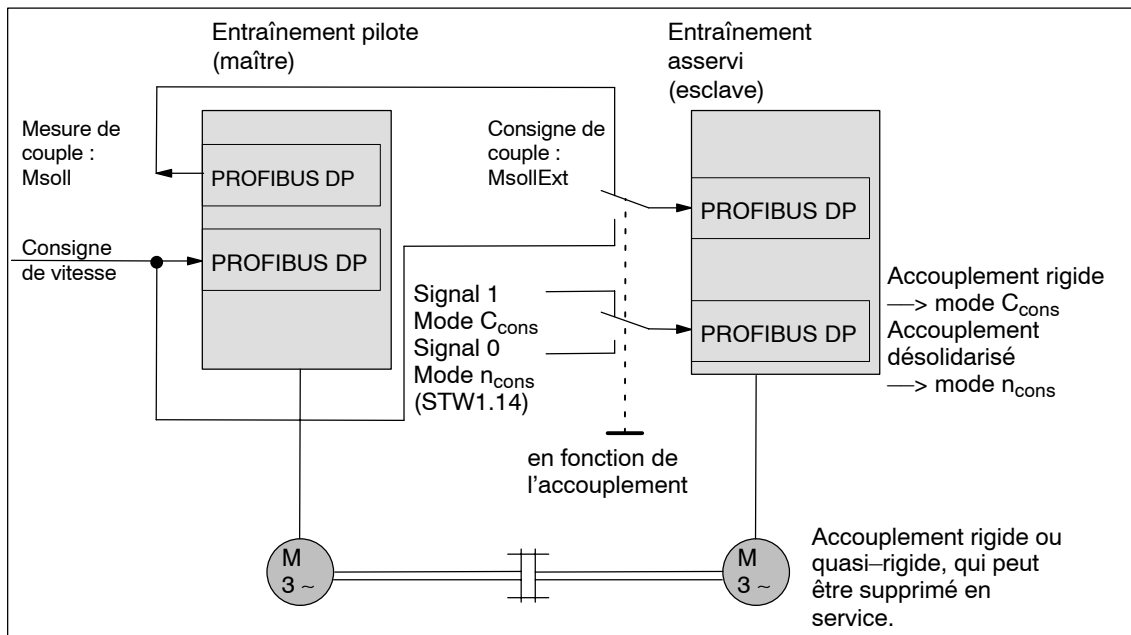 Entraînement pilote
(maître)
Entraînement
asservi
(esclave)
Mesure de
couple :
Msoll
Consigne de
couple :
MsollExt
PROFIBUS DP
PROFIBUS DP
Consigne
de vitesse
PROFIBUS DP
Signal 1
Mode Ccons
Signal 0
Mode ncons
(STW1.14)
PROFIBUS DP
Accouplement rigide
—> mode Ccons
Accouplement
désolidarisé
—> mode ncons
en fonction de
l'accouplement
M
3 ~
M
3 ~
Accouplement rigide ou
quasi–rigide, qui peut
être supprimé en
service.